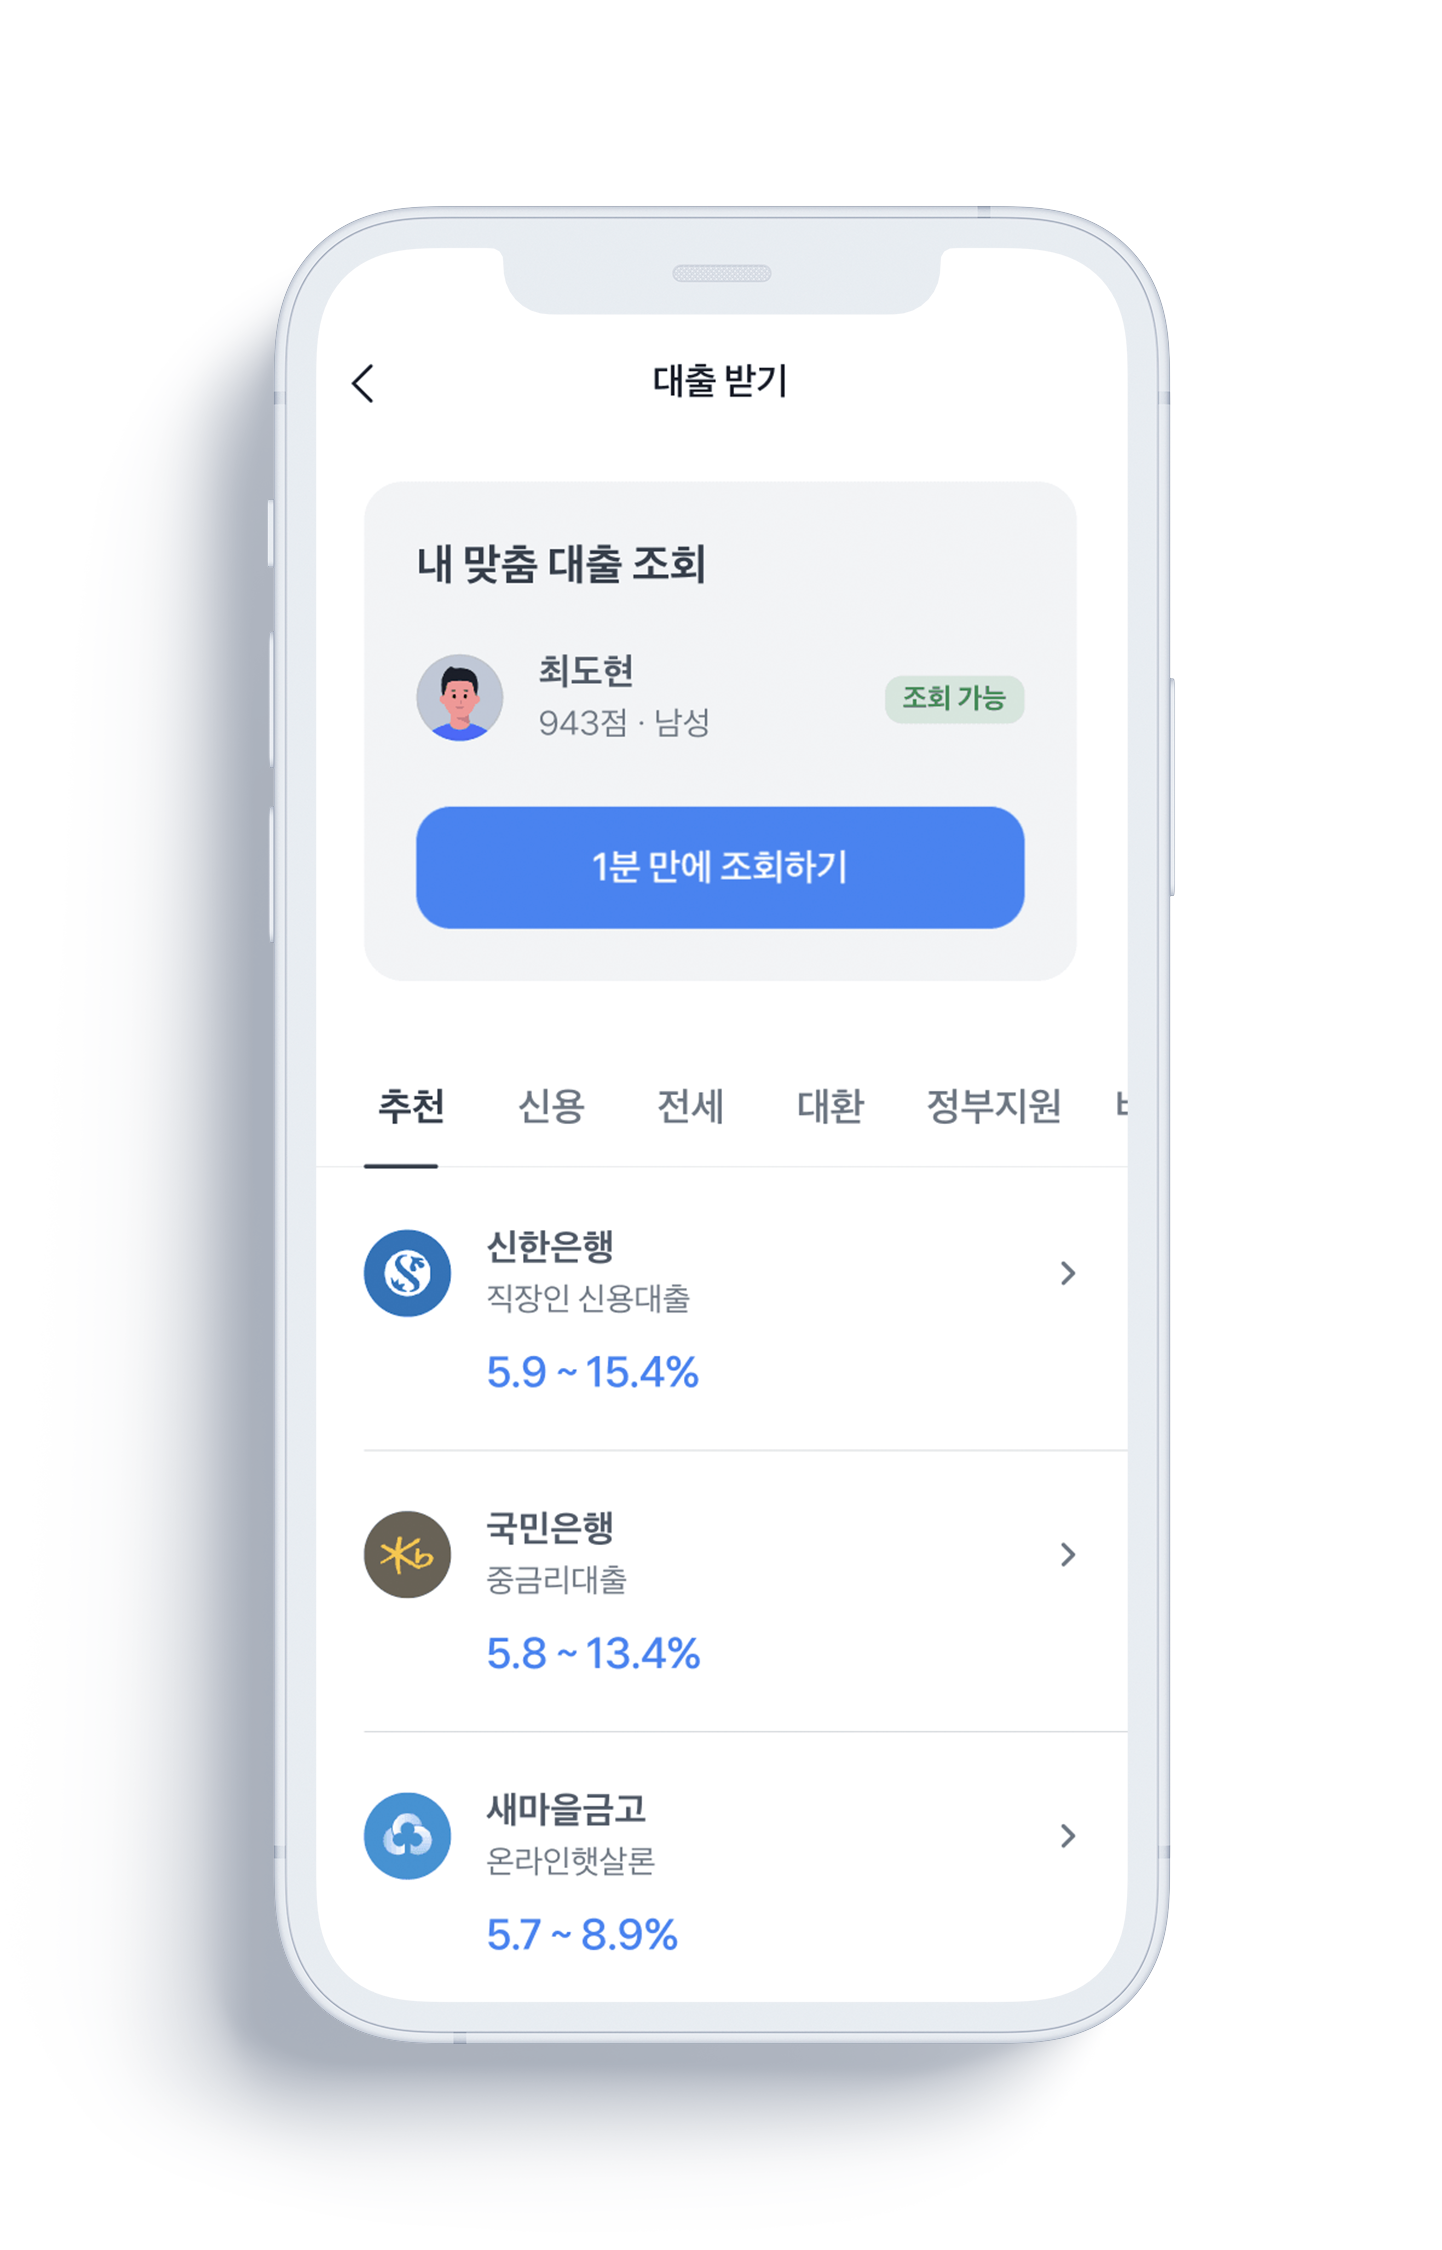 대출 받기
내 맞춤 대출 조회
최도현
943점 · 남성
조회 가능
1분 만에 조회하기
추천 신용 전세 대환 정부지원
신한은행
직장인 신용대출
5.9 ~ 15.4%
국민은행
중금리대출
5.8 ~ 13.4%
새마을금고
온라인햇살론
5.7 ~ 8.9%